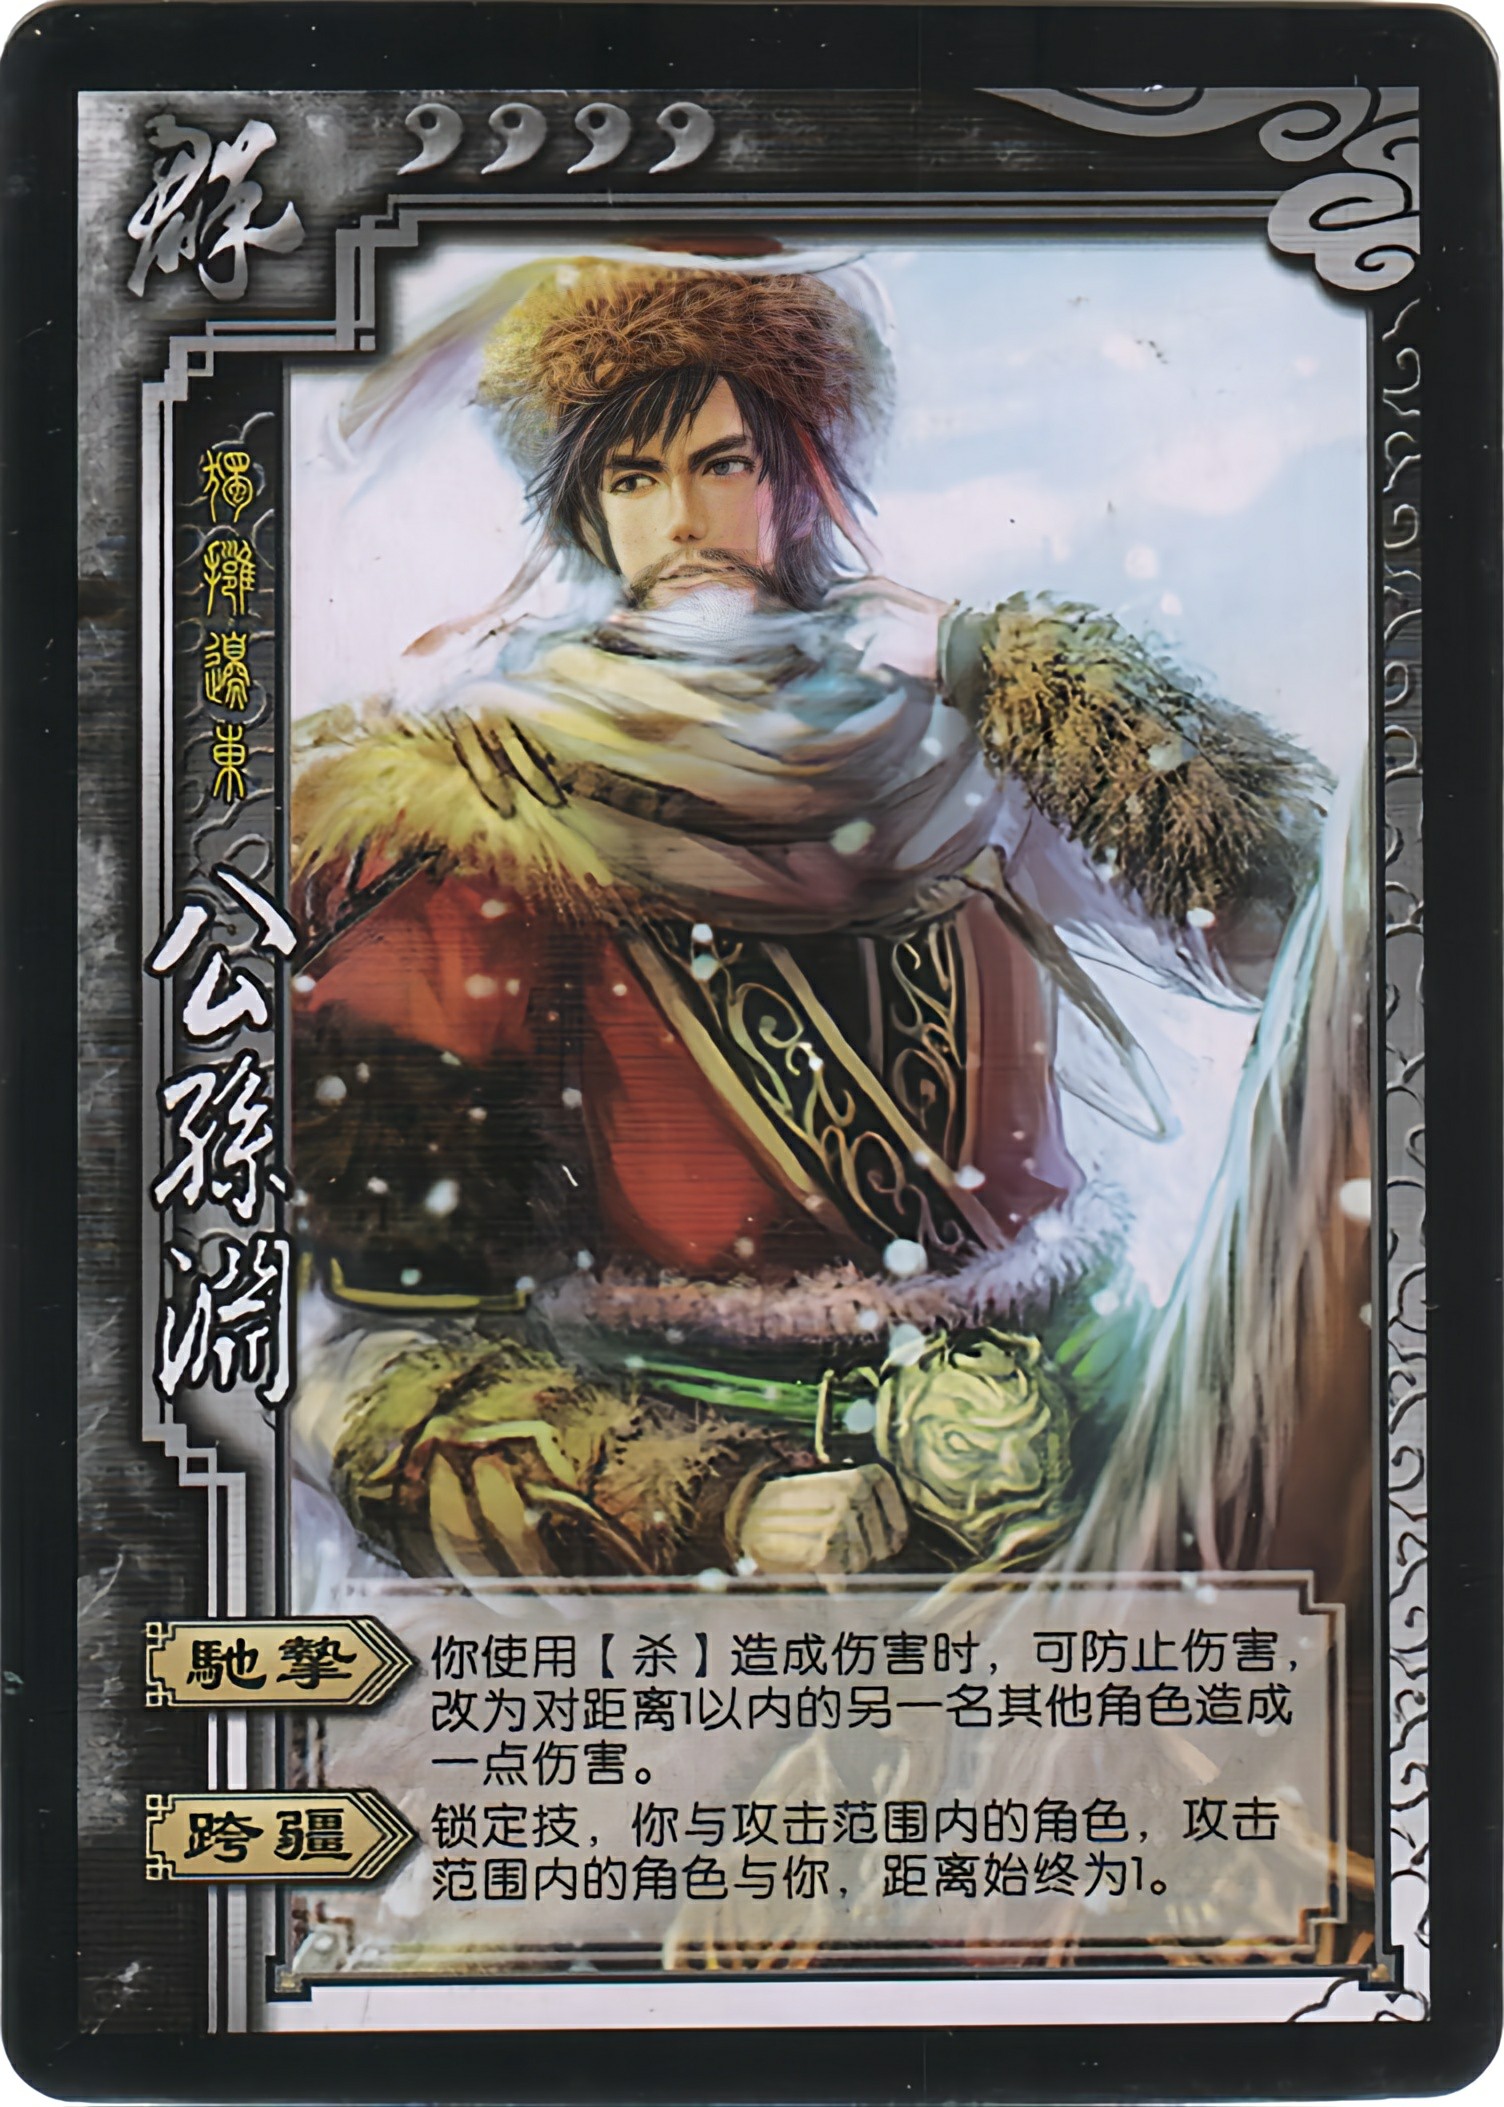 群
獨擁遼東
公孫淵
馳摯
你使用【杀】造成伤害时，可防止伤害，
改为对距离1以内的另一名其他角色造成
一点伤害。
跨疆
锁定技，你与攻击范围内的角色，攻击
范围内的角色与你，距离始终为1。